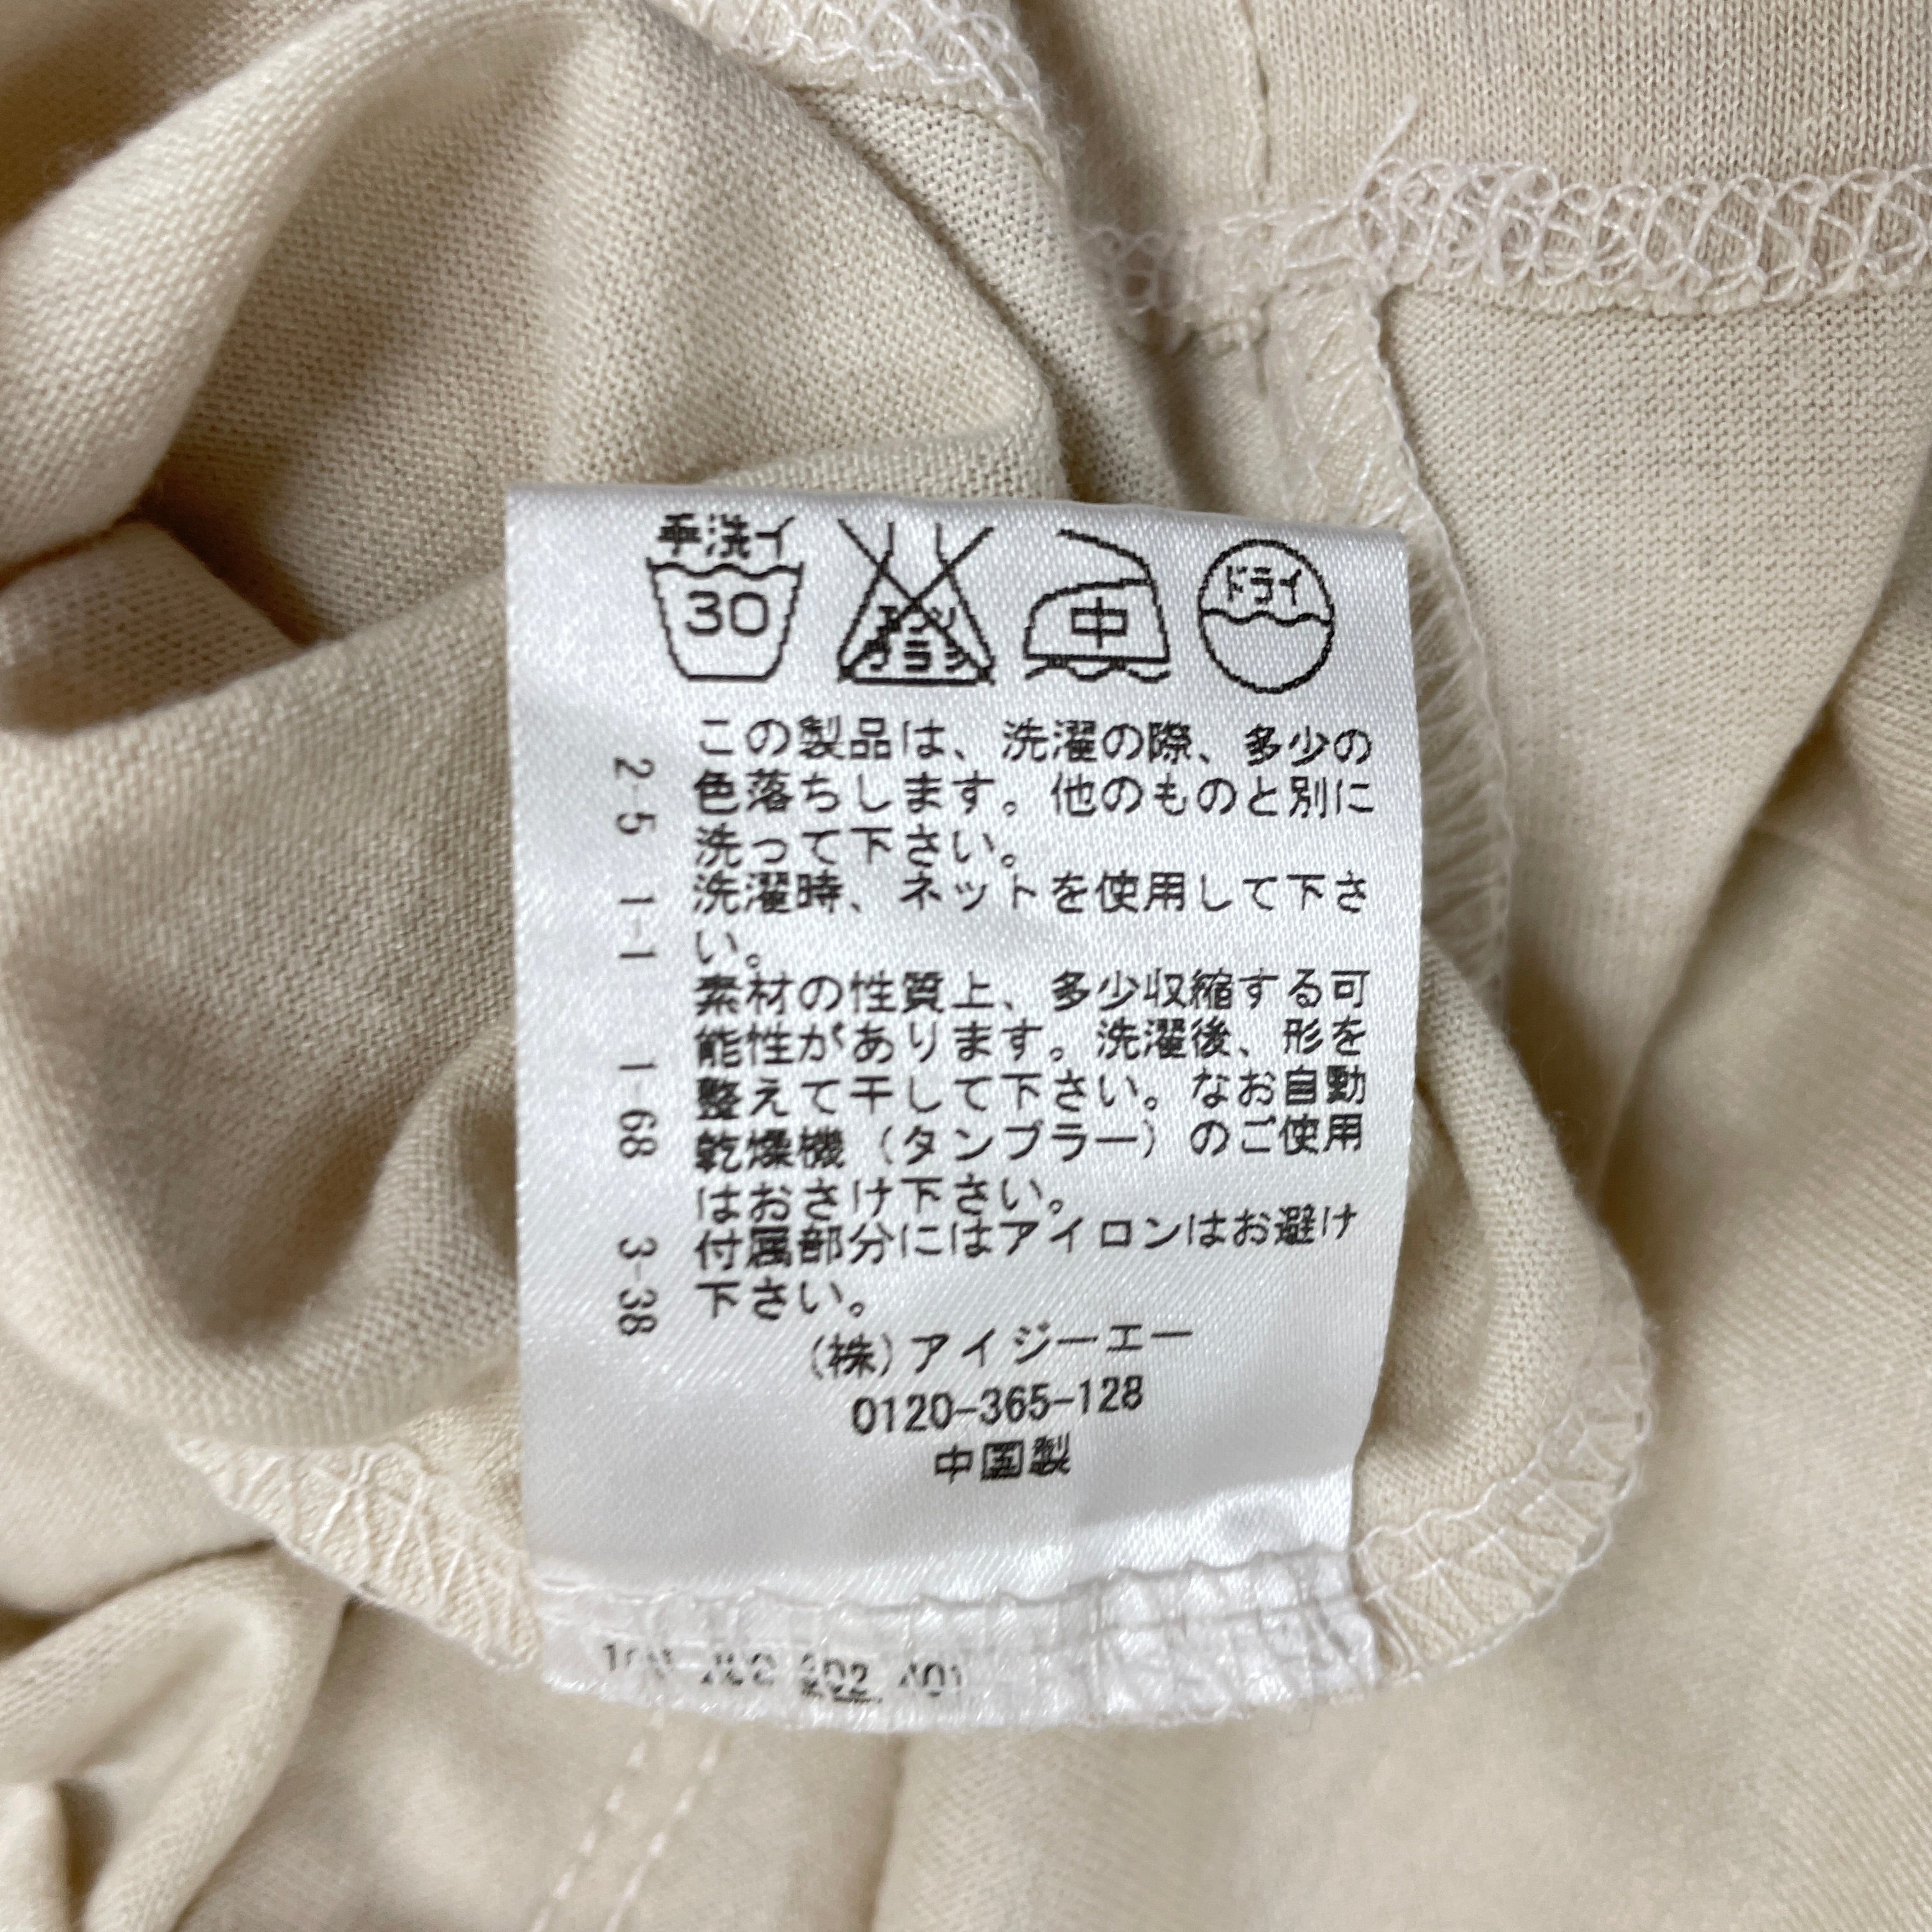 手洗イ
30
エンソ
サラシ
中
ドライ
この製品は、洗濯の際、多少の
色落ちします。他のものと別に
洗って下さい。
洗濯時、ネットを使用して下さ
い。
素材の性質上、多少収縮する可
能性があります。洗濯後、形を
整えて干して下さい。なお自動
乾燥機（タンブラー）のご使用
はおさけ下さい。
付属部分にはアイロンはお避け
下さい。
(株)アイジーエー
0120-365-128
中国製
2-5 1-1 1-68 3-38